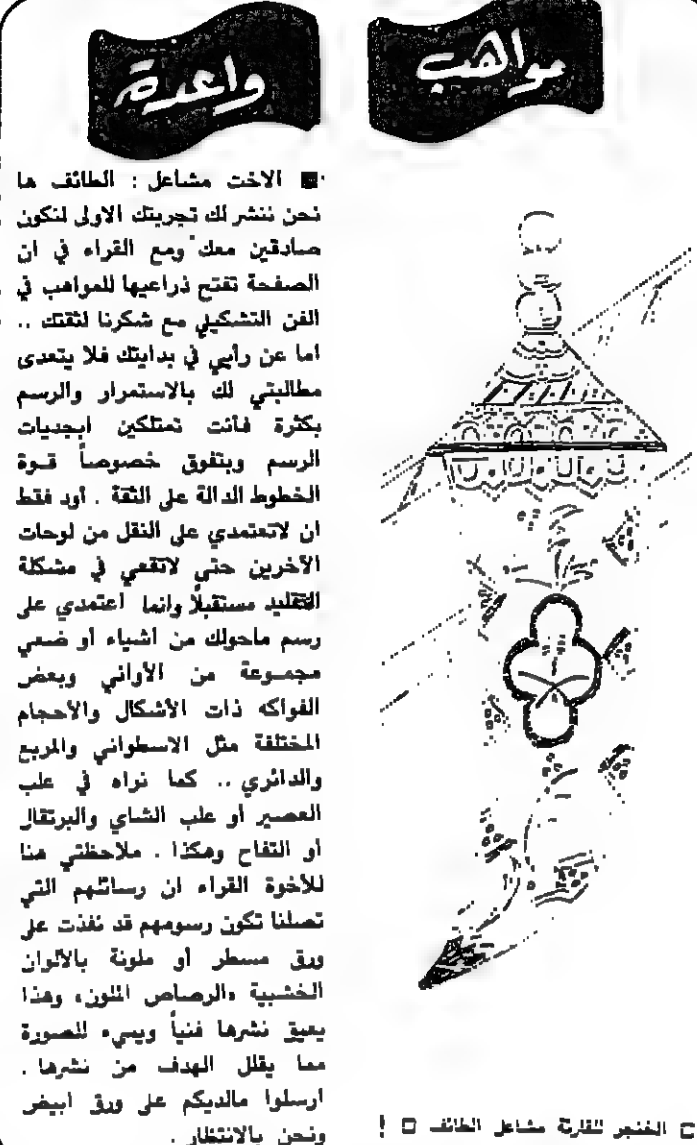 مواهب
واعدة
■ الاخت مشاعل : الطائف ها
نحن ننشر لك تجربتك الاولى لنكون
صادقين معك ومع القراء في ان
الصفحة تفتح ذراعيها للمواهب في
الفن التشكيلي مع شكرنا لثقتك ..
اما عن رأيي في بدايتك فلا يتعدى
مطالبتي لك بالاستمرار والرسم
بكثرة فأنت تمتلكين ابجديات
الرسم وبتفوق خصوصاً قوة
الخطوط الدالة على الثقة . أود فقط
ان لاتعتمدي على النقل من لوحات
الآخرين حتى لاتقعي في مشكلة
التقليد مستقبلاً وانما اعتمدي على
رسم ماحولك من اشياء أو ضعي
مجموعة من الأواني وبعض
الفواكه ذات الأشكال والأحجام
المختلفة مثل الاسطواني والمربع
والدائري .. كما نراه في علب
العصير أو علب الشاي والبرتقال
أو التفاح وهكذا . ملاحظتي هنا
للأخوة القراء ان رسائلهم التي
تصلنا تكون رسومهم قد نفذت على
ورق مسطر أو ملونة بالألوان
الخشبية «الرصاص الملون» وهذا
يعيق نشرها فنياً ويسيء للصورة
مما يقلل الهدف من نشرها .
ارسلوا مالديكم على ورق ابيض
ونحن بالانتظار .
□ الخنجر للقارئة مشاعل الطائف □ !